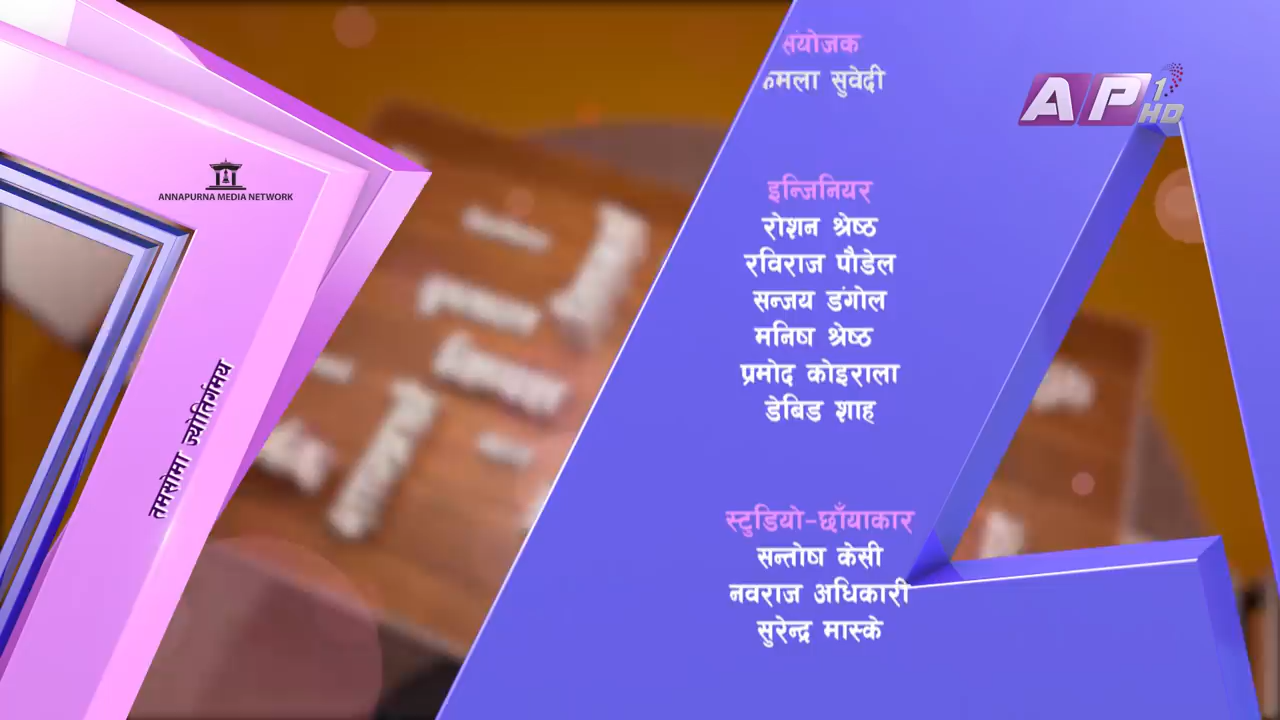 ANNAPURNA MEDIA NETWORK
तमसोमा ज्योतिर्गमय
संयोजक
कमला सुवेदी
इन्जिनियर
रोशन श्रेष्ठ
रविराज पौडेल
सन्जय डंगोल
मनिष श्रेष्ठ
प्रमोद कोइराला
डेबिड शाह
स्टुडियो-छाँयाकार
सन्तोष केसी
नवराज अधिकारी
सुरेन्द्र मास्के
AP1 HD